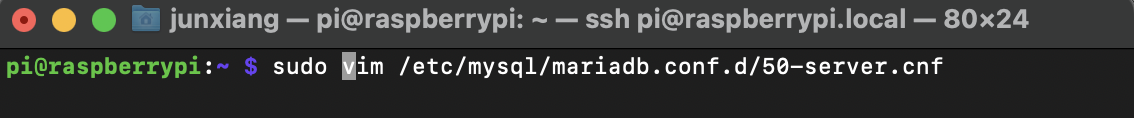 junxiang — pi@raspberrypi: ~ — ssh pi@raspberrypi.local — 80×24
pi@raspberrypi:~ $ sudo vim /etc/mysql/mariadb.conf.d/50-server.cnf